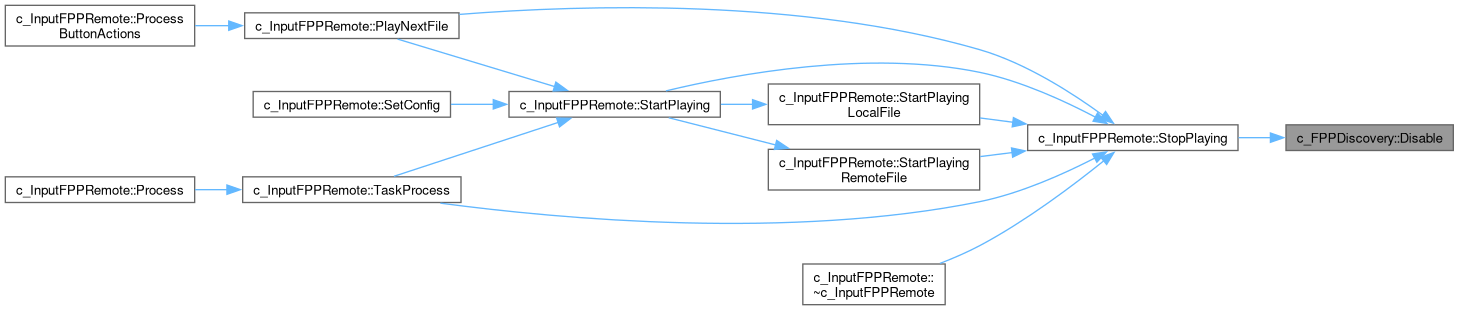 c_InputFPPRemote::Process
ButtonActions
c_InputFPPRemote::PlayNextFile
c_InputFPPRemote::SetConfig
c_InputFPPRemote::StartPlaying
c_InputFPPRemote::StartPlaying
LocalFile
c_InputFPPRemote::StopPlaying
c_FPPDiscovery::Disable
c_InputFPPRemote::StartPlaying
RemoteFile
c_InputFPPRemote::Process
c_InputFPPRemote::TaskProcess
c_InputFPPRemote::
~c_InputFPPRemote